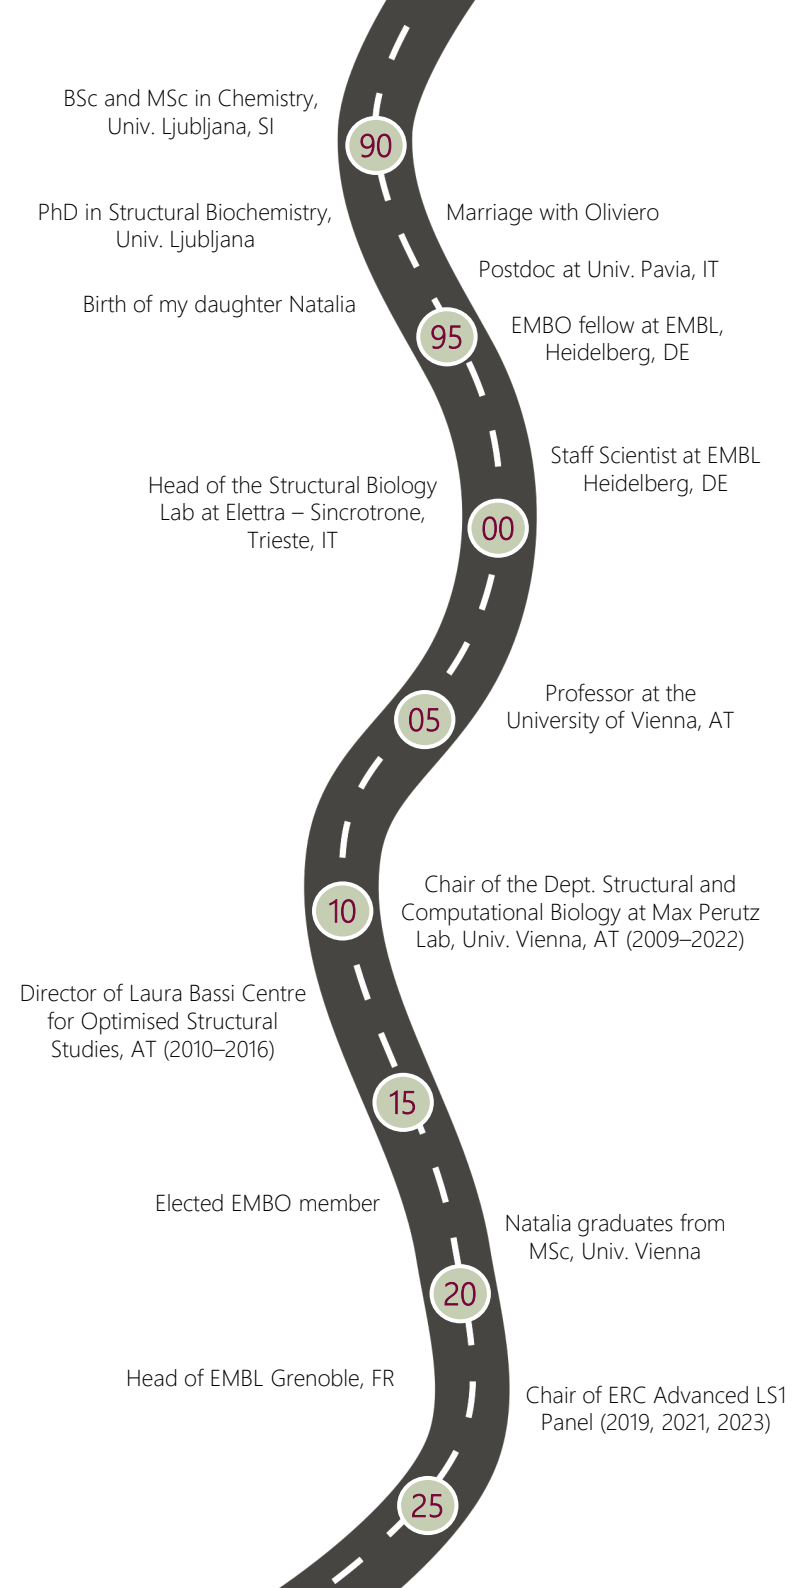 BSc and MSc in Chemistry,
Univ. Ljubljana, SI
90
PhD in Structural Biochemistry,
Univ. Ljubljana
Marriage with Oliviero
Postdoc at Univ. Pavia, IT
Birth of my daughter Natalia
EMBO fellow at EMBL,
Heidelberg, DE
95
Staff Scientist at EMBL
Heidelberg, DE
Head of the Structural Biology
Lab at Elettra – Sincrotrone,
Trieste, IT
00
Professor at the
University of Vienna, AT
05
Chair of the Dept. Structural and
Computational Biology at Max Perutz
Lab, Univ. Vienna, AT (2009–2022)
10
Director of Laura Bassi Centre
for Optimised Structural
Studies, AT (2010–2016)
15
Elected EMBO member
Natalia graduates from
MSc, Univ. Vienna
20
Head of EMBL Grenoble, FR
Chair of ERC Advanced LS1
Panel (2019, 2021, 2023)
25